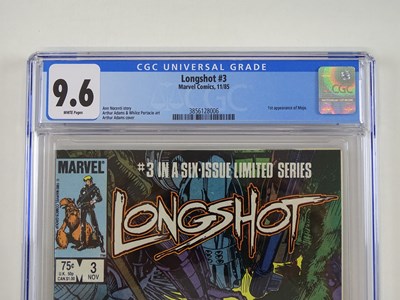 CGC UNIVERSAL GRADE
9.6
WHITE Pages
Longshot #3
Marvel Comics, 11/85
Ann Nocenti story
Arthur Adams & Whilce Portacio art
Arthur Adams cover
1st appearance of Mojo.
3856128006
CGC
MARVEL
#3 IN A SIX-ISSUE LIMITED SERIES
LONGSHOT
75¢
3
NOV